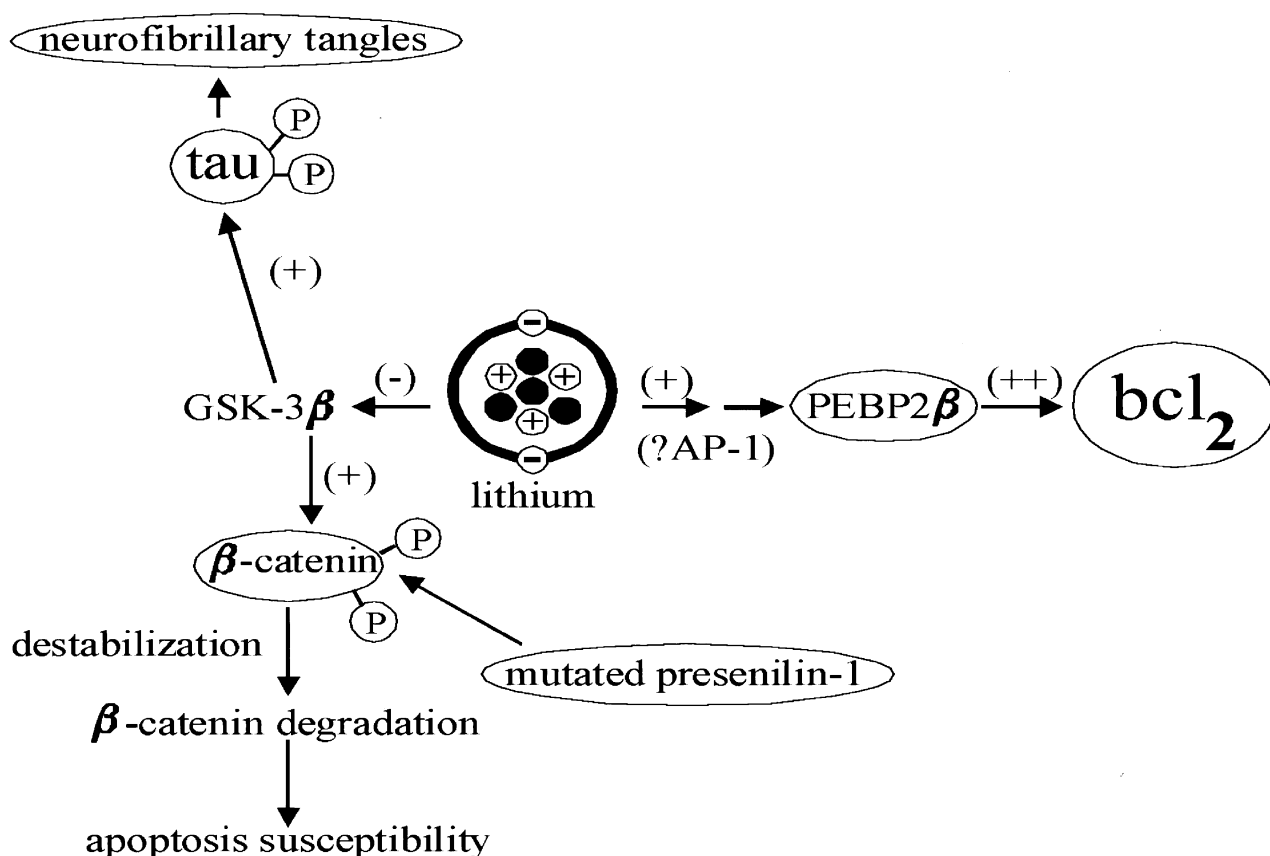 neurofibrillary tangles
P
tau
P
(+)
GSK-3β
(-)
(+)
(?AP-1)
PEBP2β
(++)
bcl2
- 
+ +
+
-
lithium
(+)
β-catenin
P
P
destabilization
mutated presenilin-1
β-catenin degradation
apoptosis susceptibility